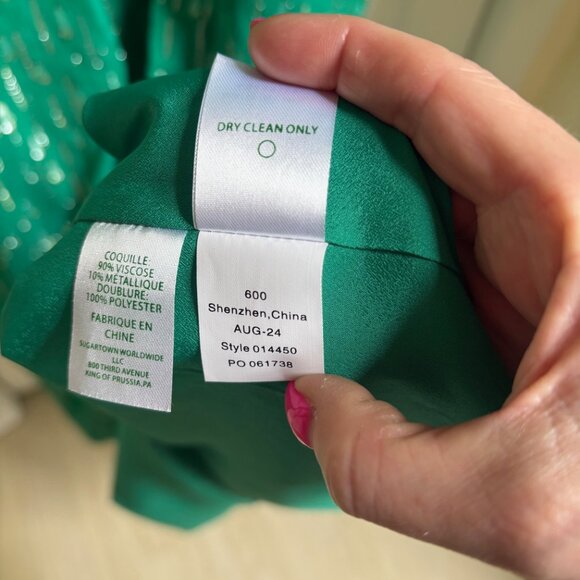 DRY CLEAN ONLY
COQUILLE:
90% VISCOSE
10% MÉTALLIQUE
DOUBLURE:
100% POLYESTER
FABRIQUE EN
CHINE
SUGARTOWN WORLDWIDE
LLC
800 THIRD AVENUE
KING OF PRUSSIA,PA
600
Shenzhen,China
AUG-24
Style 014450
PO 061738